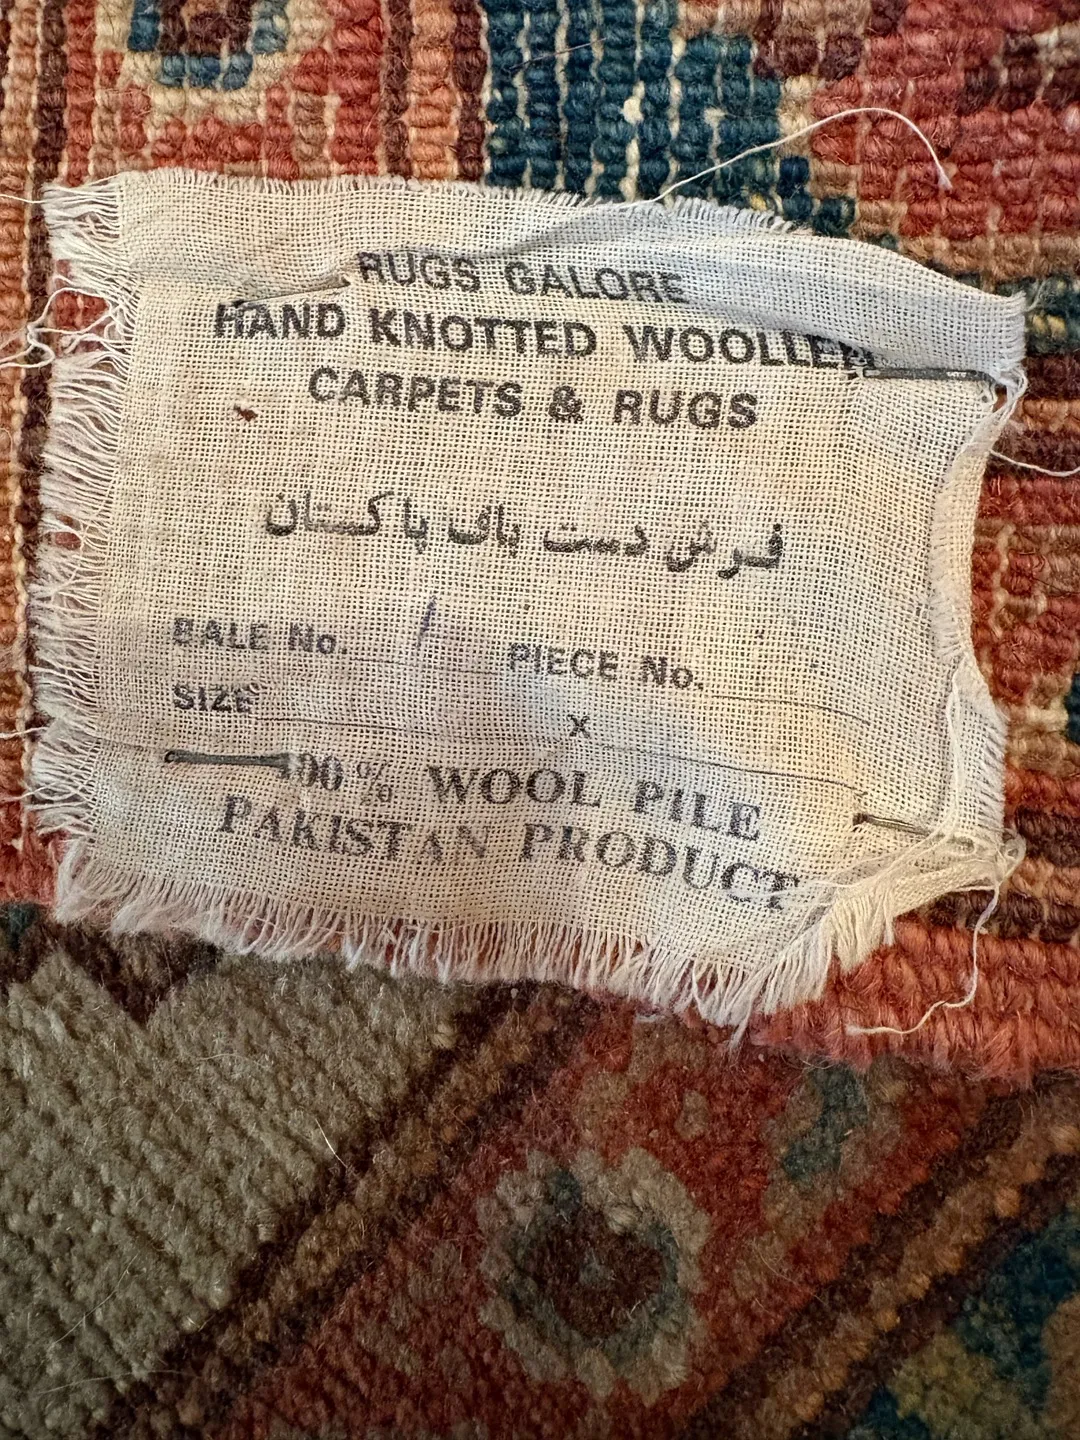 RUGS GALORE
HAND KNOTTED WOOLLEN
CARPETS & RUGS
فرش دست باف پاکستان
BALE No. PIECE No.
SIZE x
100% WOOL PILE
PAKISTAN PRODUCT